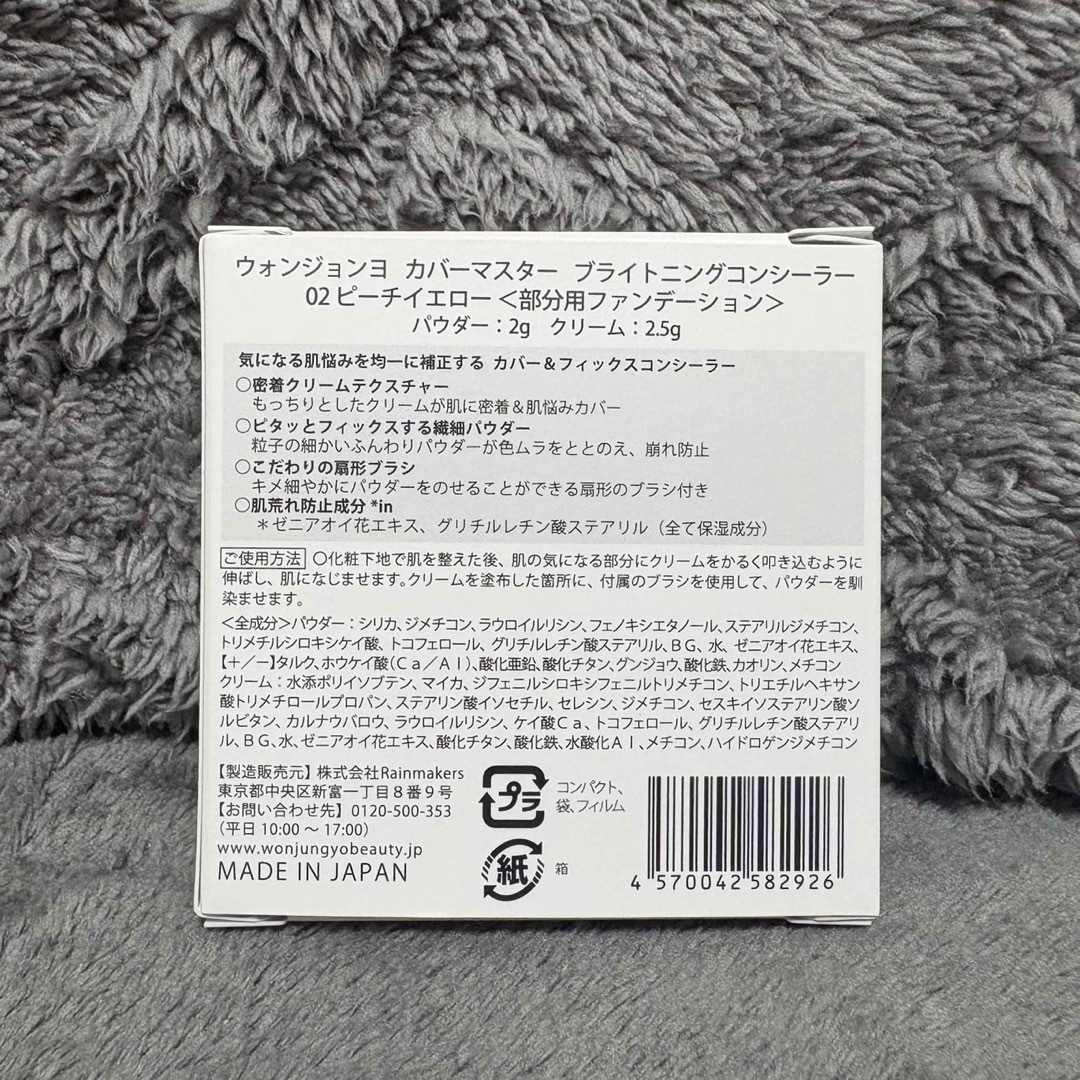 ウォンジョンヨ カバーマスター ブライトニングコンシーラー
02 ピーチイエロー＜部分用ファンデーション＞
パウダー：2g クリーム：2.5g
気になる肌悩みを均一に補正する カバー＆フィックスコンシーラー
○密着クリームテクスチャー
もっちりとしたクリームが肌に密着＆肌悩みカバー
○ピタッとフィックスする繊細パウダー
粒子の細かいふんわりパウダーが色ムラをととのえ、崩れ防止
○こだわりの扇形ブラシ
キメ細やかにパウダーをのせることができる扇形のブラシ付き
○肌荒れ防止成分 *in
＊ゼニアオイ花エキス、グリチルレチン酸ステアリル（全て保湿成分）
ご使用方法 ○化粧下地で肌を整えた後、肌の気になる部分にクリームをかるく叩き込むように
伸ばし、肌になじませます。クリームを塗布した箇所に、付属のブラシを使用して、パウダーを馴
染ませます。
＜全成分＞パウダー：シリカ、ジメチコン、ラウロイルリシン、フェノキシエタノール、ステアリルジメチコン、
トリメチルシロキシケイ酸、トコフェロール、グリチルレチン酸ステアリル、ＢＧ、水、ゼニアオイ花エキス、
【＋／－】タルク、ホウケイ酸（Ｃａ／Ａｌ）、酸化亜鉛、酸化チタン、グンジョウ、酸化鉄、カオリン、メチコン
クリーム：水添ポリイソブテン、マイカ、ジフェニルシロキシフェニルトリメチコン、トリエチルヘキサン
酸トリメチロールプロパン、ステアリン酸イソセチル、セレシン、ジメチコン、セスキイソステアリン酸ソ
ルビタン、カルナウバロウ、ラウロイルリシン、ケイ酸Ｃａ、トコフェロール、グリチルレチン酸ステアリ
ル、ＢＧ、水、ゼニアオイ花エキス、酸化チタン、酸化鉄、水酸化Ａｌ、メチコン、ハイドロゲンジメチコン
【製造販売元】株式会社Rainmakers
東京都中央区新富一丁目８番９号
【お問い合わせ先】0120-500-353
（平日 10:00 ～ 17:00）
www.wonjungyobeauty.jp
MADE IN JAPAN
プラ
コンパクト、
袋、フィルム
紙
箱
4 570042 582926